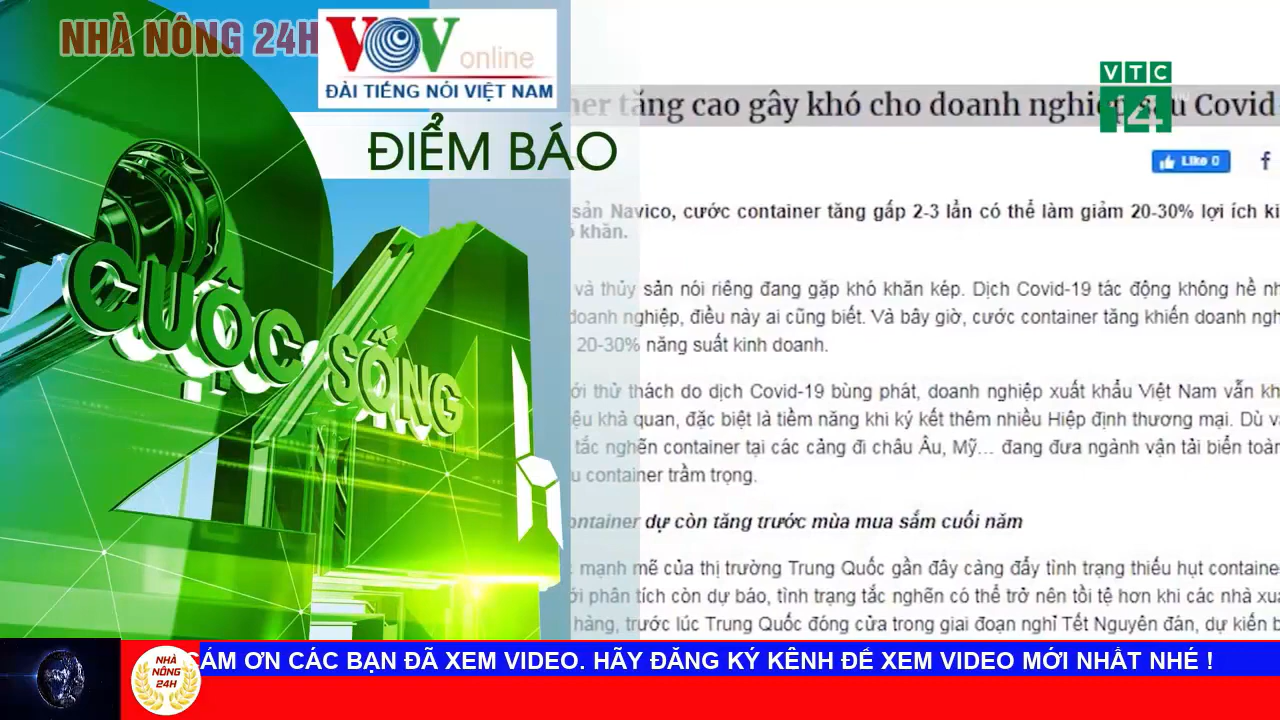 NHÀ NÔNG 24H
VOV online
ĐÀI TIẾNG NÓI VIỆT NAM
VTC
14
tăng cao gây khó cho doanh nghiệp Covid
ĐIỂM BÁO
Like 0
sản Navico, cước container tăng gấp 2-3 lần có thể làm giảm 20-30% lợi ích
khăn.
24h
CUỘC SỐNG
và thủy sản nói riêng đang gặp khó khăn kép. Dịch Covid-19 tác động không hề
doanh nghiệp, điều này ai cũng biết. Và bây giờ, cước container tăng khiến doanh
20-30% năng suất kinh doanh.
thử thách do dịch Covid-19 bùng phát, doanh nghiệp xuất khẩu Việt Nam vẫn
khả quan, đặc biệt là tiềm năng khi ký kết thêm nhiều Hiệp định thương mại. Dù
tắc nghẽn container tại các cảng đi châu Âu, Mỹ... đang đưa ngành vận tải biển
container trầm trọng.
container dự còn tăng trước mùa mua sắm cuối năm
mạnh mẽ của thị trường Trung Quốc gần đây càng đẩy tình trạng thiếu hụt
phân tích còn dự báo, tình trạng tắc nghẽn có thể trở nên tồi tệ hơn khi các nhà
hàng, trước lúc Trung Quốc đóng cửa trong giai đoạn nghỉ Tết Nguyên đán, dự kiến
NHÀ NÔNG 24H
ƠN CÁC BẠN ĐÃ XEM VIDEO. HÃY ĐĂNG KÝ KÊNH ĐỂ XEM VIDEO MỚI NHẤT NHÉ !